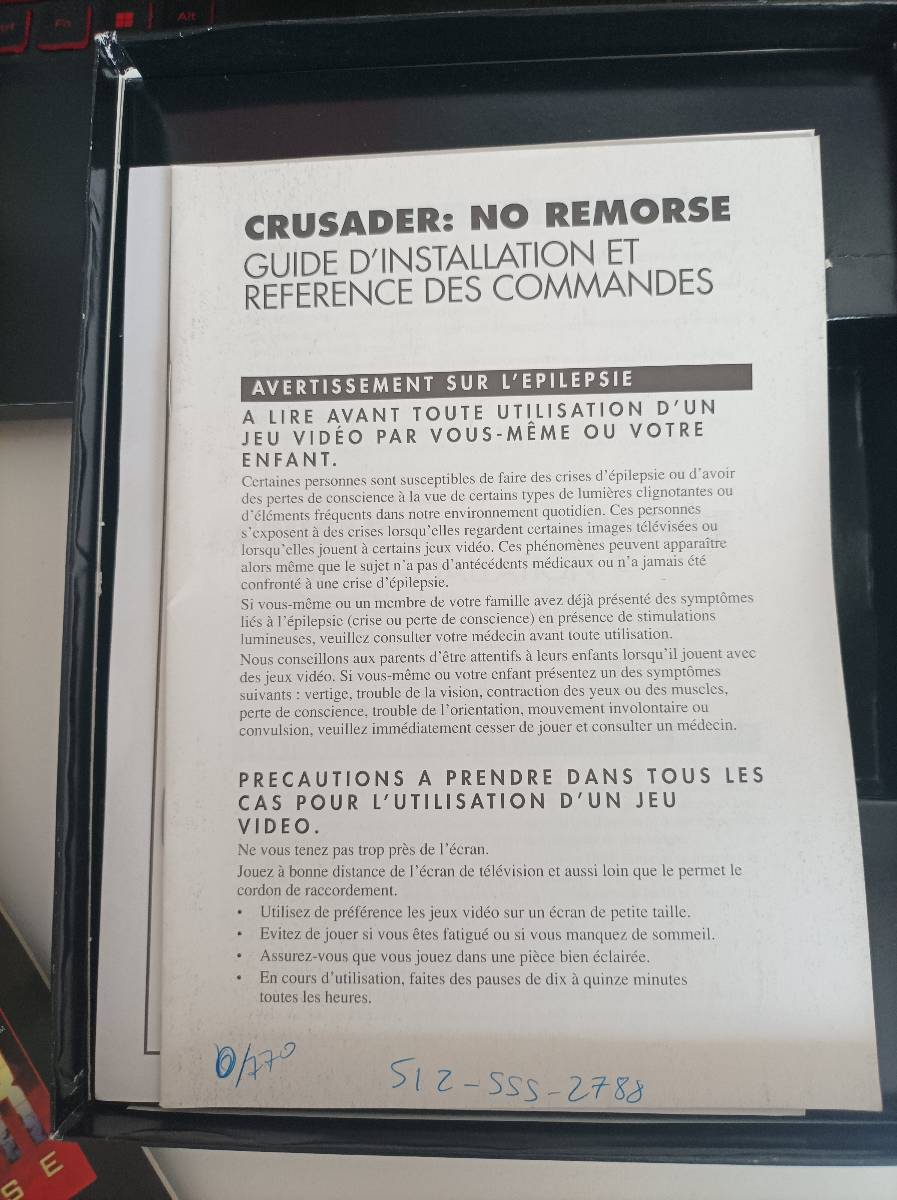 Fn
Alt
CRUSADER: NO REMORSE
GUIDE D'INSTALLATION ET
REFERENCE DES COMMANDES
AVERTISSEMENT SUR L'EPILEPSIE
A LIRE AVANT TOUTE UTILISATION D'UN
JEU VIDÉO PAR VOUS-MÊME OU VOTRE
ENFANT.
Certaines personnes sont susceptibles de faire des crises d'épilepsie ou d'avoir
des pertes de conscience à la vue de certains types de lumières clignotantes ou
d'éléments fréquents dans notre environnement quotidien. Ces personnes
s'exposent à des crises lorsqu'elles regardent certaines images télévisées ou
lorsqu'elles jouent à certains jeux vidéo. Ces phénomènes peuvent apparaître
alors même que le sujet n'a pas d'antécédents médicaux ou n'a jamais été
confronté à une crise d'épilepsie.
Si vous-même ou un membre de votre famille avez déjà présenté des symptômes
liés à l'épilepsie (crise ou perte de conscience) en présence de stimulations
lumineuses, veuillez consulter votre médecin avant toute utilisation.
Nous conseillons aux parents d'être attentifs à leurs enfants lorsqu'il jouent avec
des jeux vidéo. Si vous-même ou votre enfant présentez un des symptômes
suivants : vertige, trouble de la vision, contraction des yeux ou des muscles,
perte de conscience, trouble de l'orientation, mouvement involontaire ou
convulsion, veuillez immédiatement cesser de jouer et consulter un médecin.
PRECAUTIONS A PRENDRE DANS TOUS LES
CAS POUR L'UTILISATION D'UN JEU
VIDEO.
Ne vous tenez pas trop près de l'écran.
Jouez à bonne distance de l'écran de télévision et aussi loin que le permet le
cordon de raccordement.
• Utilisez de préférence les jeux vidéo sur un écran de petite taille.
• Evitez de jouer si vous êtes fatigué ou si vous manquez de sommeil.
• Assurez-vous que vous jouez dans une pièce bien éclairée.
• En cours d'utilisation, faites des pauses de dix à quinze minutes
toutes les heures.
512-555-2788